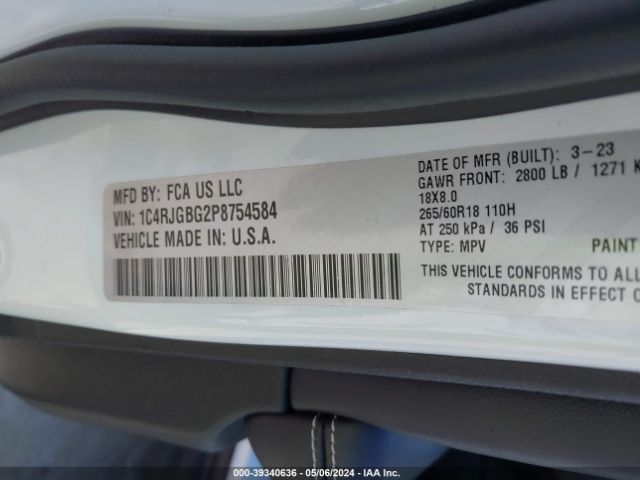 MFD BY: FCA US LLC
VIN: 1C4RJGBG2P8754584
VEHICLE MADE IN: U.S.A.
DATE OF MFR (BUILT): 3-23
GAWR FRONT: 2800 LB / 1271 K
18X8.0
265/60R18 110H
AT 250 kPa / 36 PSI
TYPE: MPV PAINT
THIS VEHICLE CONFORMS TO ALL
STANDARDS IN EFFECT O
000-39340636 - 05/06/2024 - IAA Inc.